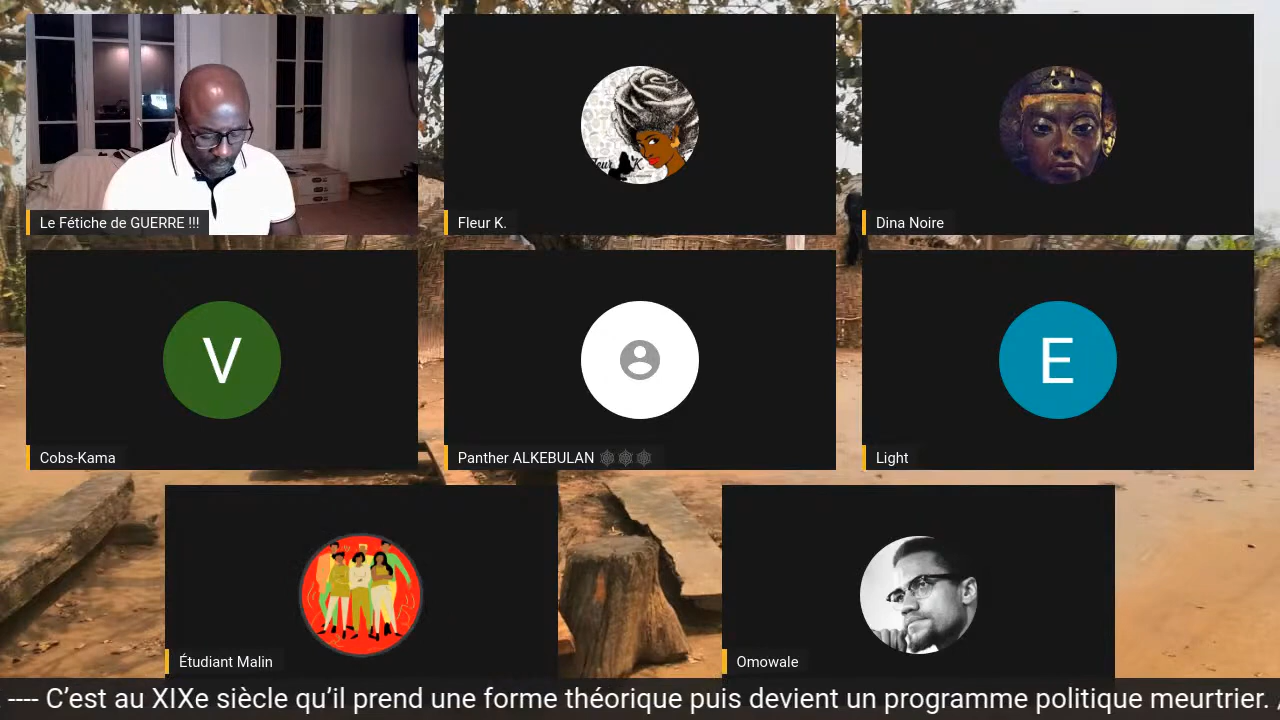 Le Fétiche de GUERRE !!!
Fleur K.
Dina Noire
V
Cobs-Kama
Panther ALKEBULAN 🕸🕸🕸
E
Light
Étudiant Malin
Omowale
---- C’est au XIXe siècle qu’il prend une forme théorique puis devient un programme politique meurtrier.